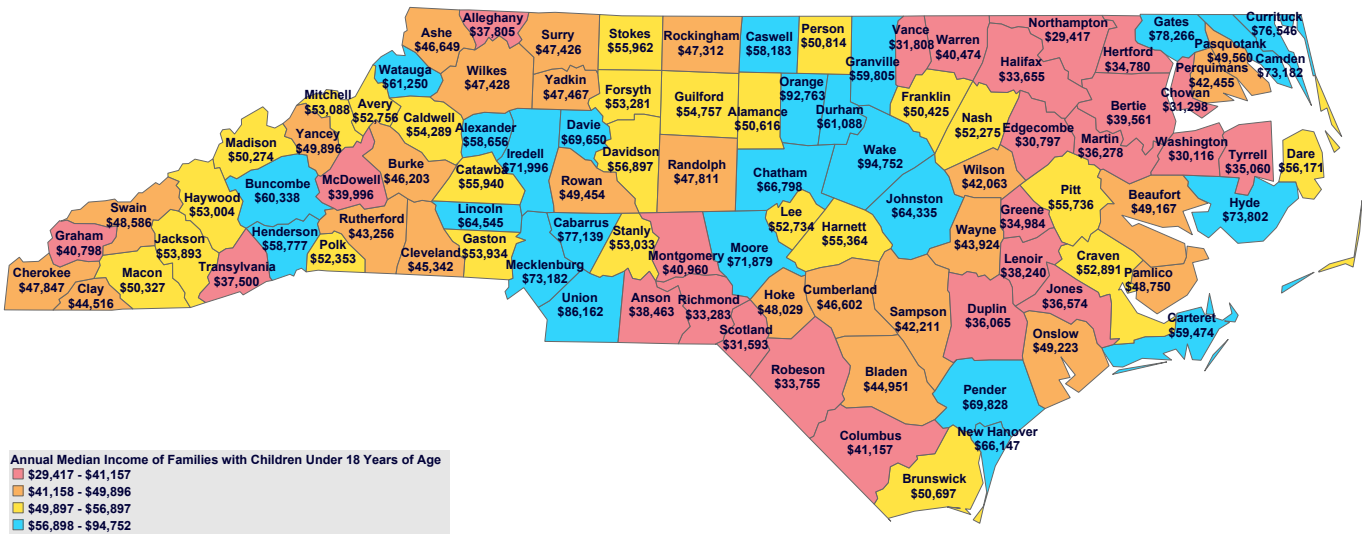 Alleghany
$37,805
Ashe
$46,649
Surry
$47,426
Stokes
$55,962
Rockingham
$47,312
Caswell
$58,183
Person
$50,814
Granville
$59,805
Vance
$31,808
Warren
$40,474
Northampton
$29,417
Halifax
$33,655
Hertford
$34,780
Gates
$78,266
Currituck
$76,546
Pasquotank
$49,560
Camden
$73,182
Perquimans
$42,455
Chowan
$31,298
Watauga
$61,250
Wilkes
$47,428
Yadkin
$47,467
Forsyth
$53,281
Guilford
$54,757
Alamance
$50,616
Orange
$92,763
Durham
$61,088
Franklin
$50,425
Nash
$52,275
Edgecombe
$30,797
Bertie
$39,561
Martin
$36,278
Washington
$30,116
Tyrrell
$35,060
Dare
$56,171
Mitchell
$53,088
Avery
$52,756
Caldwell
$54,289
Alexander
$58,656
Iredell
$71,996
Davie
$69,650
Davidson
$56,897
Randolph
$47,811
Chatham
$66,798
Wake
$94,752
Wilson
$42,063
Pitt
$55,736
Beaufort
$49,167
Hyde
$73,802
Madison
$50,274
Yancey
$49,896
McDowell
$39,996
Burke
$46,203
Catawba
$55,940
Rowan
$49,454
Buncombe
$60,338
Haywood
$53,004
Swain
$48,586
Graham
$40,798
Cherokee
$47,847
Clay
$44,516
Macon
$50,327
Jackson
$53,893
Transylvania
$37,500
Henderson
$58,777
Polk
$52,353
Rutherford
$43,256
Cleveland
$45,342
Lincoln
$64,545
Gaston
$53,934
Mecklenburg
$73,182
Cabarrus
$77,139
Stanly
$53,033
Union
$86,162
Anson
$38,463
Montgomery
$40,960
Richmond
$33,283
Moore
$71,879
Lee
$52,734
Harnett
$55,364
Johnston
$64,335
Wayne
$43,924
Greene
$34,984
Lenoir
$38,240
Craven
$52,891
Pamlico
$48,750
Jones
$36,574
Carteret
$59,474
Scotland
$31,593
Hoke
$48,029
Cumberland
$46,602
Sampson
$42,211
Duplin
$36,065
Onslow
$49,223
Robeson
$33,755
Bladen
$44,951
Pender
$69,828
New Hanover
$66,147
Columbus
$41,157
Brunswick
$50,697
Annual Median Income of Families with Children Under 18 Years of Age
$29,417 - $41,157
$41,158 - $49,896
$49,897 - $56,897
$56,898 - $94,752